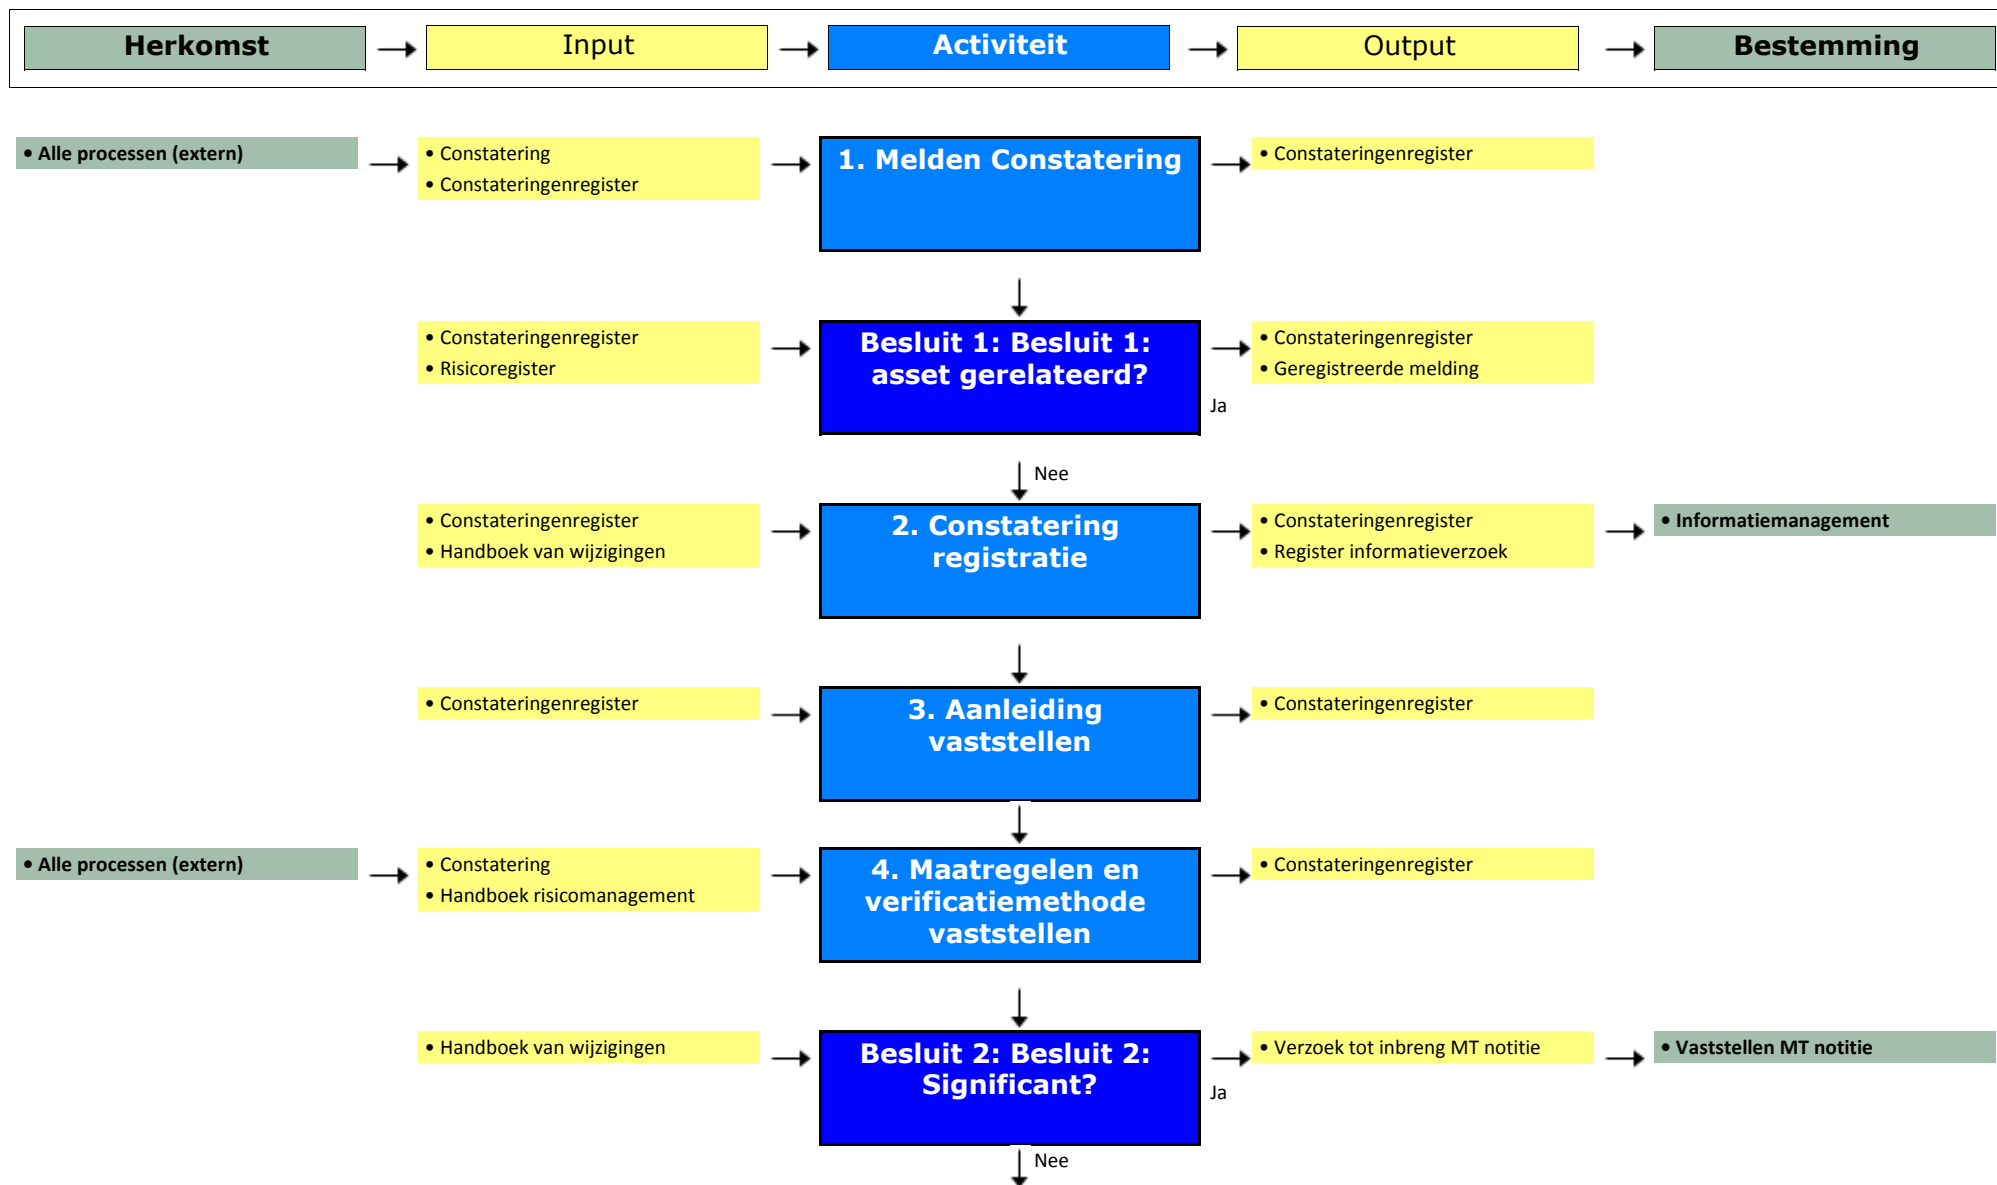 Herkomst
Input
Activiteit
Output
Bestemming
• Alle processen (extern)
• Constatering
• Constateringenregister
1. Melden Constatering
• Constateringenregister
• Constateringenregister
• Risicoregister
Besluit 1: Besluit 1:
asset gerelateerd?
• Constateringenregister
• Geregistreerde melding
Ja
Nee
• Constateringenregister
• Handboek van wijzigingen
2. Constatering
registratie
• Constateringenregister
• Register informatieverzoek
• Informatiemanagement
• Constateringenregister
3. Aanleiding
vaststellen
• Constateringenregister
• Alle processen (extern)
• Constatering
• Handboek risicomanagement
4. Maatregelen en
verificatiemethode
vaststellen
• Constateringenregister
• Handboek van wijzigingen
Besluit 2: Besluit 2:
Significant?
• Verzoek tot inbreng MT notitie
• Vaststellen MT notitie
Ja
Nee